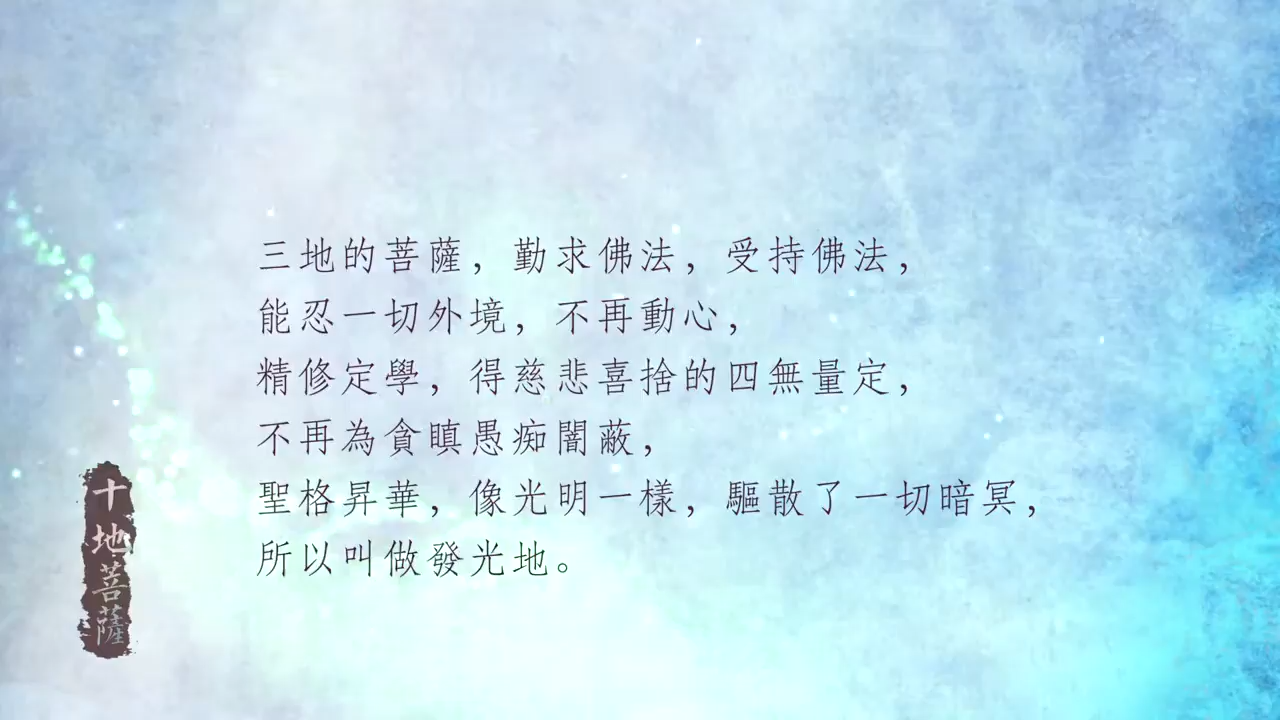 三地的菩薩，勤求佛法，受持佛法，
能忍一切外境，不再動心，
精修定學，得慈悲喜捨的四無量定，
不再為貪瞋愚痴闇蔽，
聖格昇華，像光明一樣，驅散了一切暗冥，
所以叫做發光地。
十地菩薩